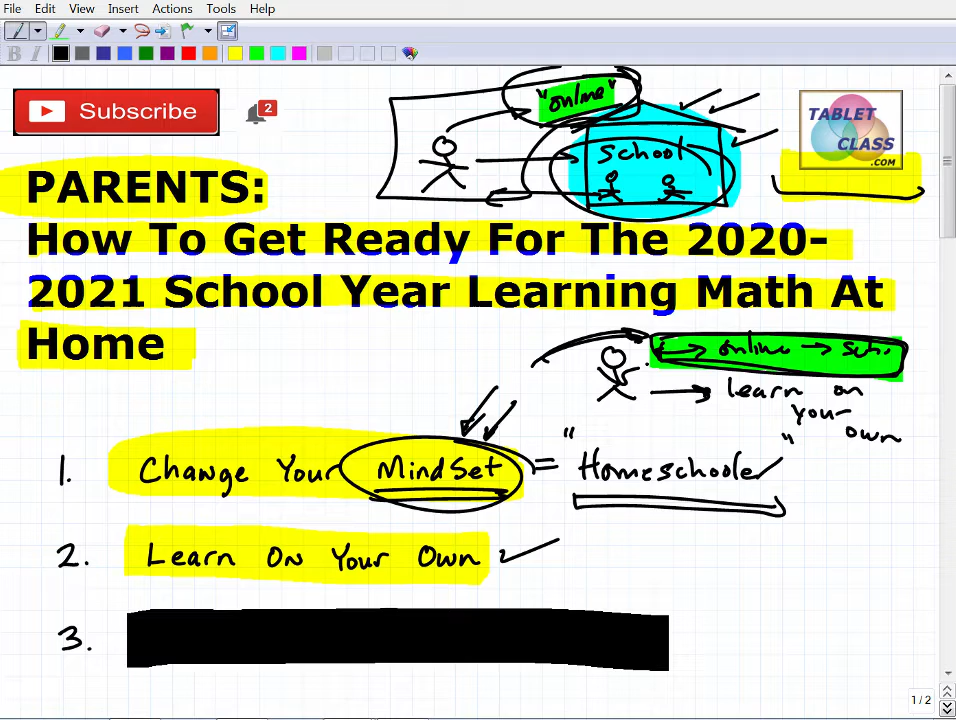 File Edit View Insert Actions Tools Help
B I
Subscribe
2
"online"
school
TABLET
CLASS
.COM
PARENTS:
How To Get Ready For The 2020-
2021 School Year Learning Math At
Home
online → sch.
→ learn on
your
own
1. Change Your MindSet = "Homeschooler"
2. Learn On Your Own ✓
3.
1 / 2